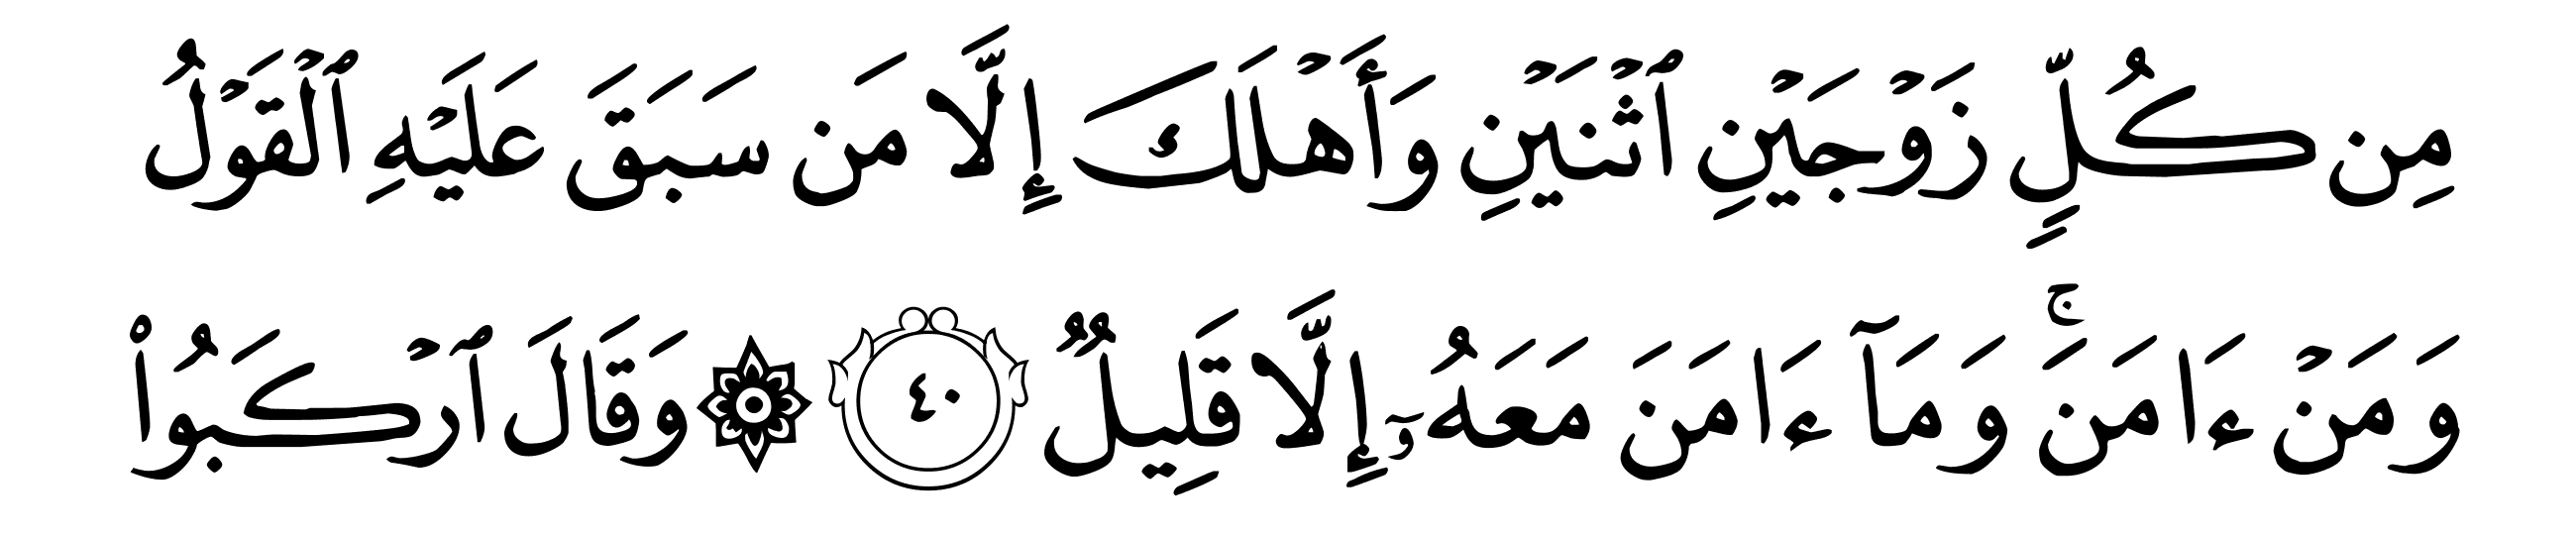 مِن كُلٍّ زَوْجَيْنِ ٱثْنَيْنِ وَأَهْلَكَ إِلَّا مَن سَبَقَ عَلَيْهِ ٱلْقَوْلُ
وَمَنْ ءَامَنَۚ وَمَآ ءَامَنَ مَعَهُۥٓ إِلَّا قَلِيلٌ ٤٠ ۞ وَقَالَ ٱرْكَبُوا۟